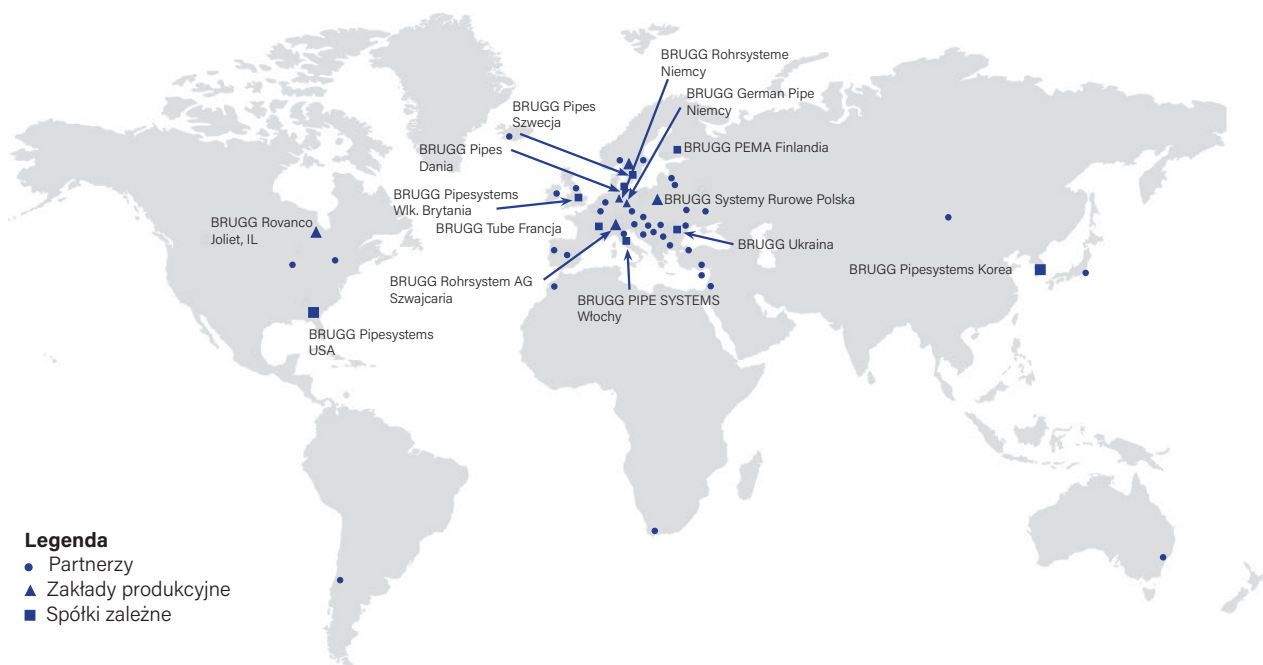 BRUGG Rohrsysteme
Niemcy
BRUGG German Pipe
Niemcy
BRUGG Pipes
Szwecja
BRUGG Pipes
Dania
BRUGG PEMA Finlandia
BRUGG Pipesystems
Wlk. Brytania
BRUGG Systemy Rurowe Polska
BRUGG Rovanco
Joliet, IL
BRUGG Tube Francja
BRUGG Ukraina
BRUGG Pipesystems Korea
BRUGG Rohrsystem AG
Szwajcaria
BRUGG PIPE SYSTEMS
Włochy
BRUGG Pipesystems
USA
Legenda
Partnerzy
Zakłady produkcyjne
Spółki zależne